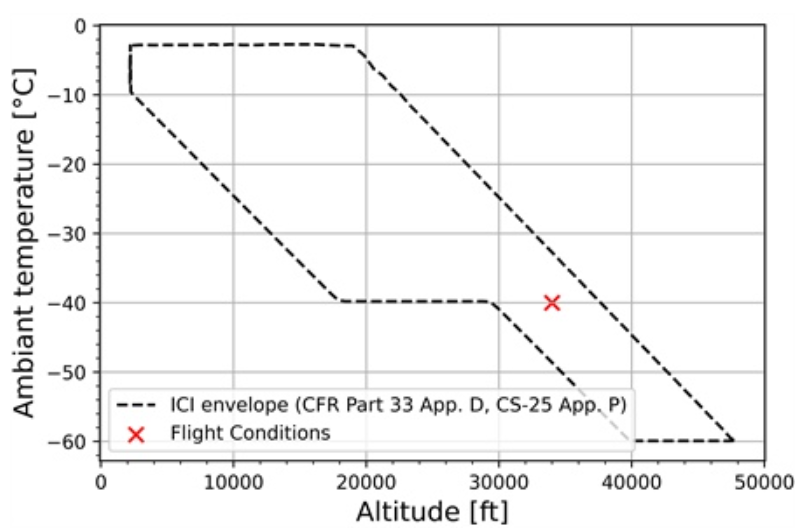 0
−10
−20
−30
−40
−50
−60
Ambiant temperature [°C]
ICI envelope (CFR Part 33 App. D, CS-25 App. P)
Flight Conditions
0 10000 20000 30000 40000 50000
Altitude [ft]